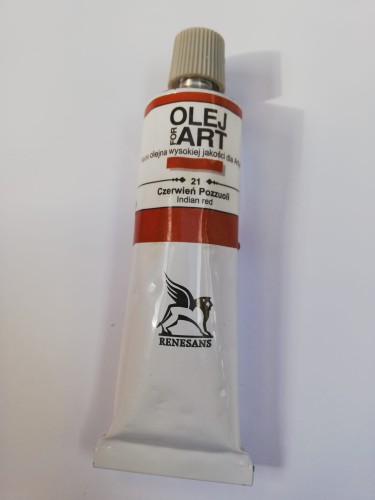 OLEJ
FOR ART
olejna wysokiej jakości dla
21
Czerwień Pozzuoli
Indian red
RENESANS